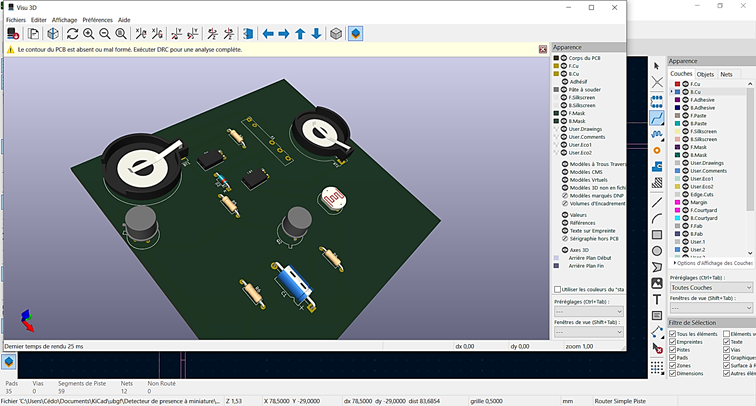 Visu 3D
Fichiers Editer Affichage Préférences Aide
Le contour du PCB est absent ou mal formé. Exécuter DRC pour une analyse complète.
Apparence
Corps du PCB
F.Cu
B.Cu
Adhésif
Pâte à souder
F.Silkscreen
B.Silkscreen
F.Mask
B.Mask
User.Drawings
User.Comments
User.Eco1
User.Eco2
Modèles à Trous Travers
Modèles CMS
Modèles Virtuels
Modèles 3D non en fichie
Modèles marqués DNP
Volumes d'Encadrement
Valeurs
Références
Texte sur Empreinte
Sérigraphie hors PCB
Axes 3D
Arrière Plan Début
Arrière Plan Fin
Utiliser les couleurs du "sta
Préréglages (Ctrl+Tab) :
---
Fenêtres de vue (Shift+Tab) :
---
Dernier temps de rendu 25 ms
dx 0,00
dy 0,00
zoom 1,00
Apparence
Couches Objets Nets
F.Cu
B.Cu
F.Adhesive
B.Adhesive
F.Paste
B.Paste
F.Silkscreen
B.Silkscreen
F.Mask
B.Mask
User.Drawings
User.Comments
User.Eco1
User.Eco2
Edge.Cuts
Margin
F.Courtyard
B.Courtyard
F.Fab
B.Fab
User.1
User.2
Options d'Affichage des Couches
Préréglages (Ctrl+Tab) :
Toutes Couches
Fenêtres de vue (Shift+Tab) :
---
Filtre de Sélection
Tous les éléments
Empreintes Texte
Pistes Vias
Pads Graphiques
Zones
Dimensions
Pads Vias Segments de Piste Nets Non Routé
35 0 59 12 0
Fichier 'C:\Users\Cédo\Documents\KiCad\ubgf\Detecteur de presence à miniature\...
Z 1,53
X 78,5000 Y -29,0000
dx 78,5000 dy -29,0000 dist 83,6854
grille 0,5000
mm
Router Simple Piste